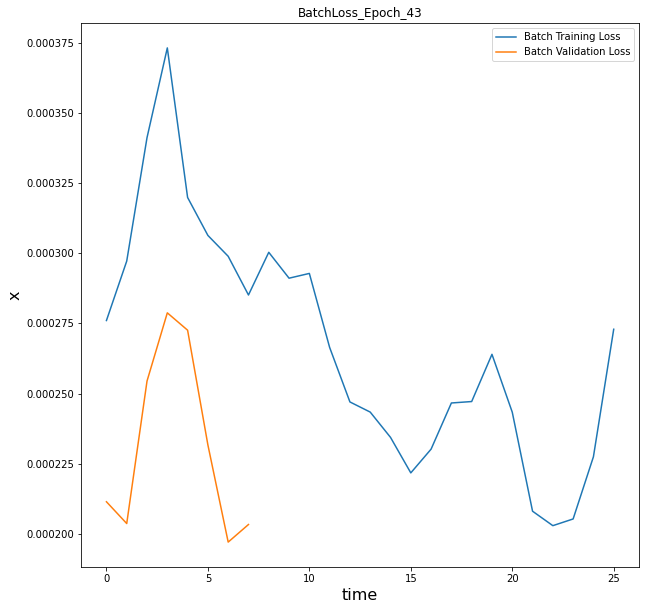 BatchLoss_Epoch_43
Batch Training Loss
Batch Validation Loss
0.000375
0.000350
0.000325
0.000300
0.000275
0.000250
0.000225
0.000200
x
0 5 10 15 20 25
time